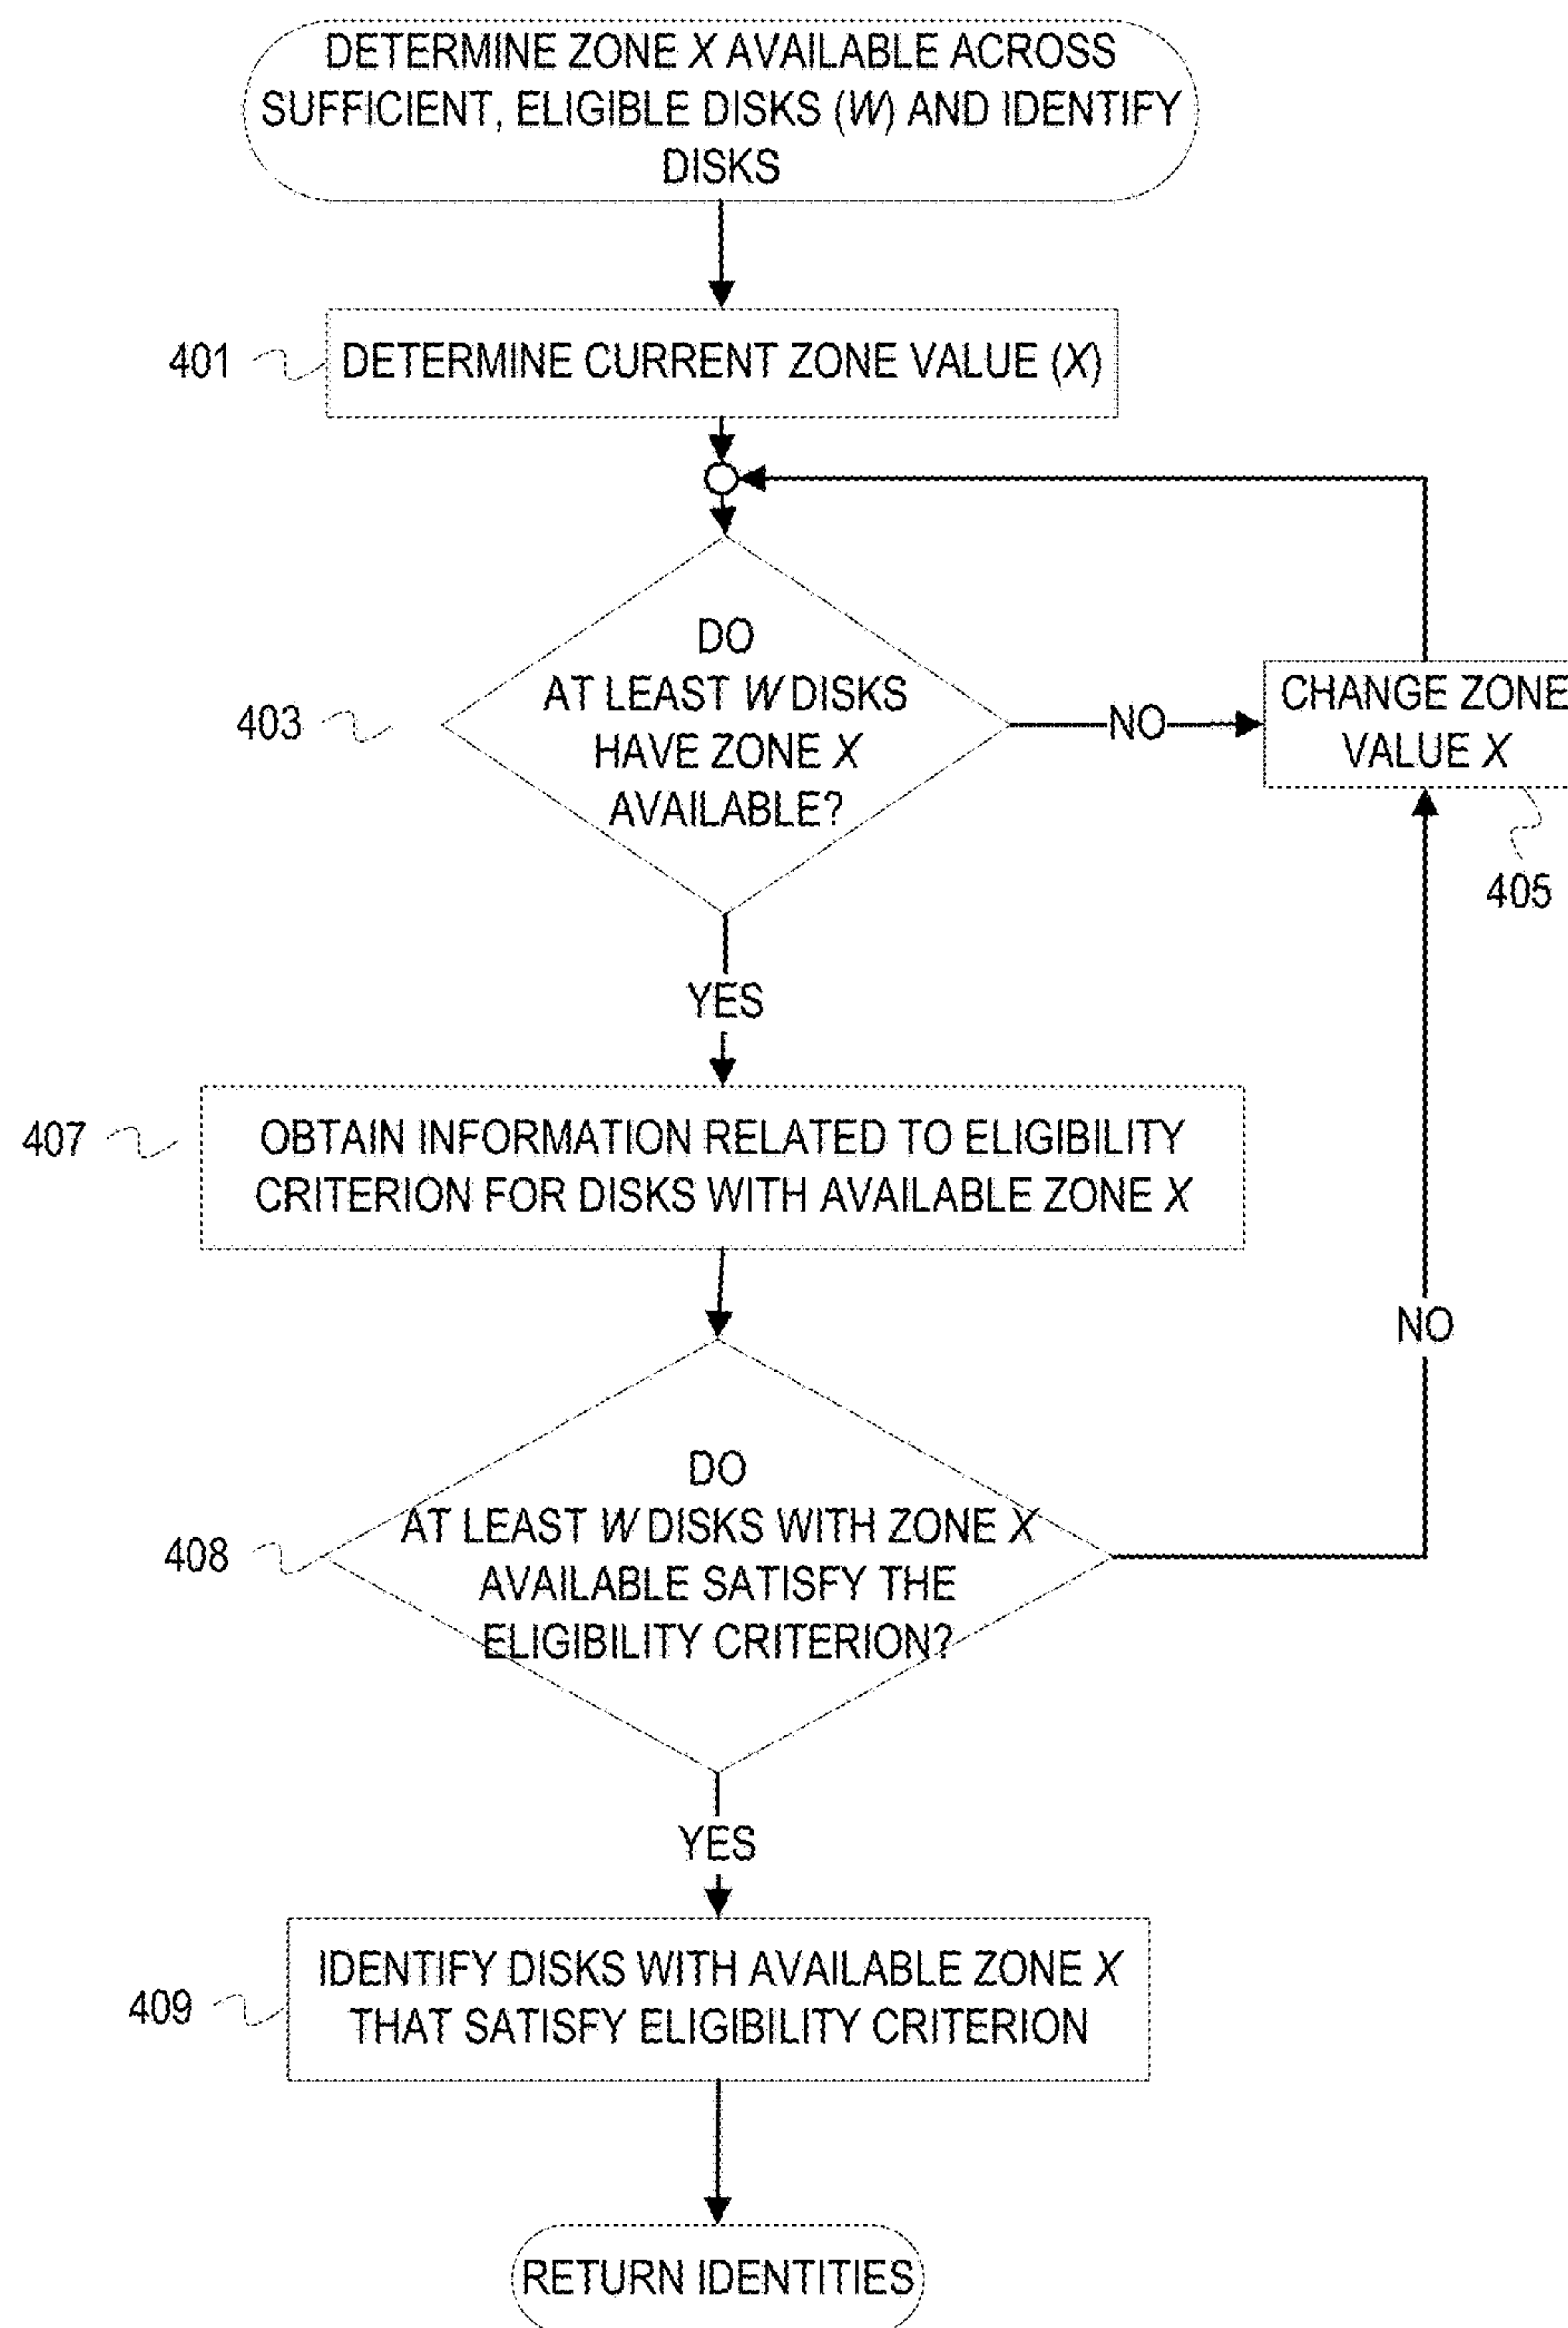 DETERMINE ZONE X AVAILABLE ACROSS
SUFFICIENT, ELIGIBLE DISKS (W) AND IDENTIFY
DISKS
401
DETERMINE CURRENT ZONE VALUE (X)
403
DO
AT LEAST W DISKS
HAVE ZONE X
AVAILABLE?
NO
CHANGE ZONE
VALUE X
405
YES
407
OBTAIN INFORMATION RELATED TO ELIGIBILITY
CRITERION FOR DISKS WITH AVAILABLE ZONE X
NO
408
DO
AT LEAST W DISKS WITH ZONE X
AVAILABLE SATISFY THE
ELIGIBILITY CRITERION?
YES
409
IDENTIFY DISKS WITH AVAILABLE ZONE X
THAT SATISFY ELIGIBILITY CRITERION
RETURN IDENTITIES